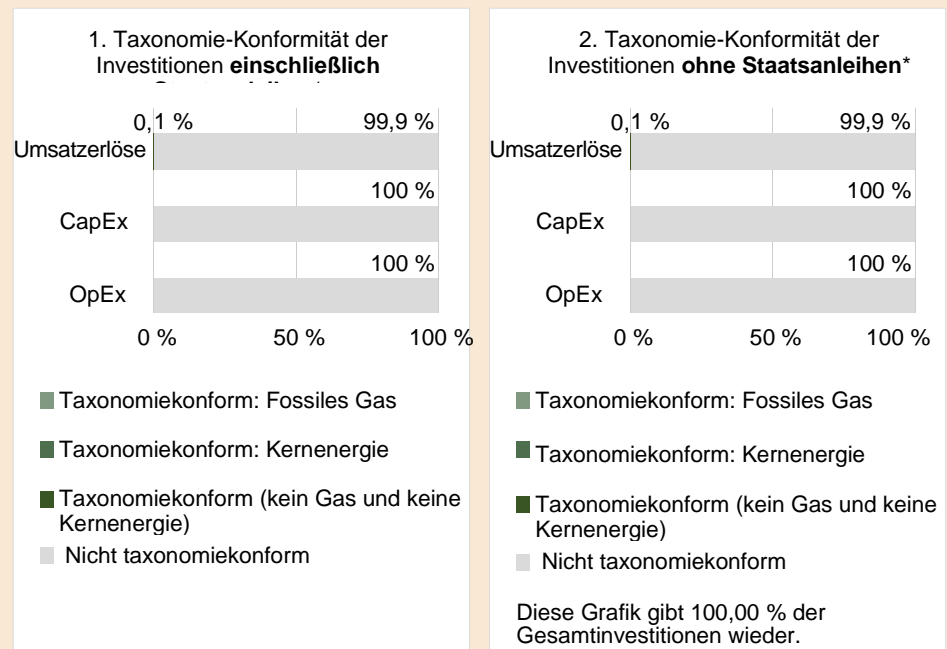 1. Taxonomie-Konformität der
Investitionen einschließlich
0,1 % 99,9 %
Umsatzerlöse
100 %
CapEx
100 %
OpEx
0 % 50 % 100 %
Taxonomiekonform: Fossiles Gas
Taxonomiekonform: Kernenergie
Taxonomiekonform (kein Gas und keine
Kernenergie)
Nicht taxonomiekonform
2. Taxonomie-Konformität der
Investitionen ohne Staatsanleihen*
0,1 % 99,9 %
Umsatzerlöse
100 %
CapEx
100 %
OpEx
0 % 50 % 100 %
Taxonomiekonform: Fossiles Gas
Taxonomiekonform: Kernenergie
Taxonomiekonform (kein Gas und keine
Kernenergie)
Nicht taxonomiekonform
Diese Grafik gibt 100,00 % der
Gesamtinvestitionen wieder.